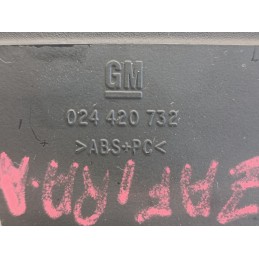 GM
024 420 732
>ABS+PC<
ZAFIRA·A